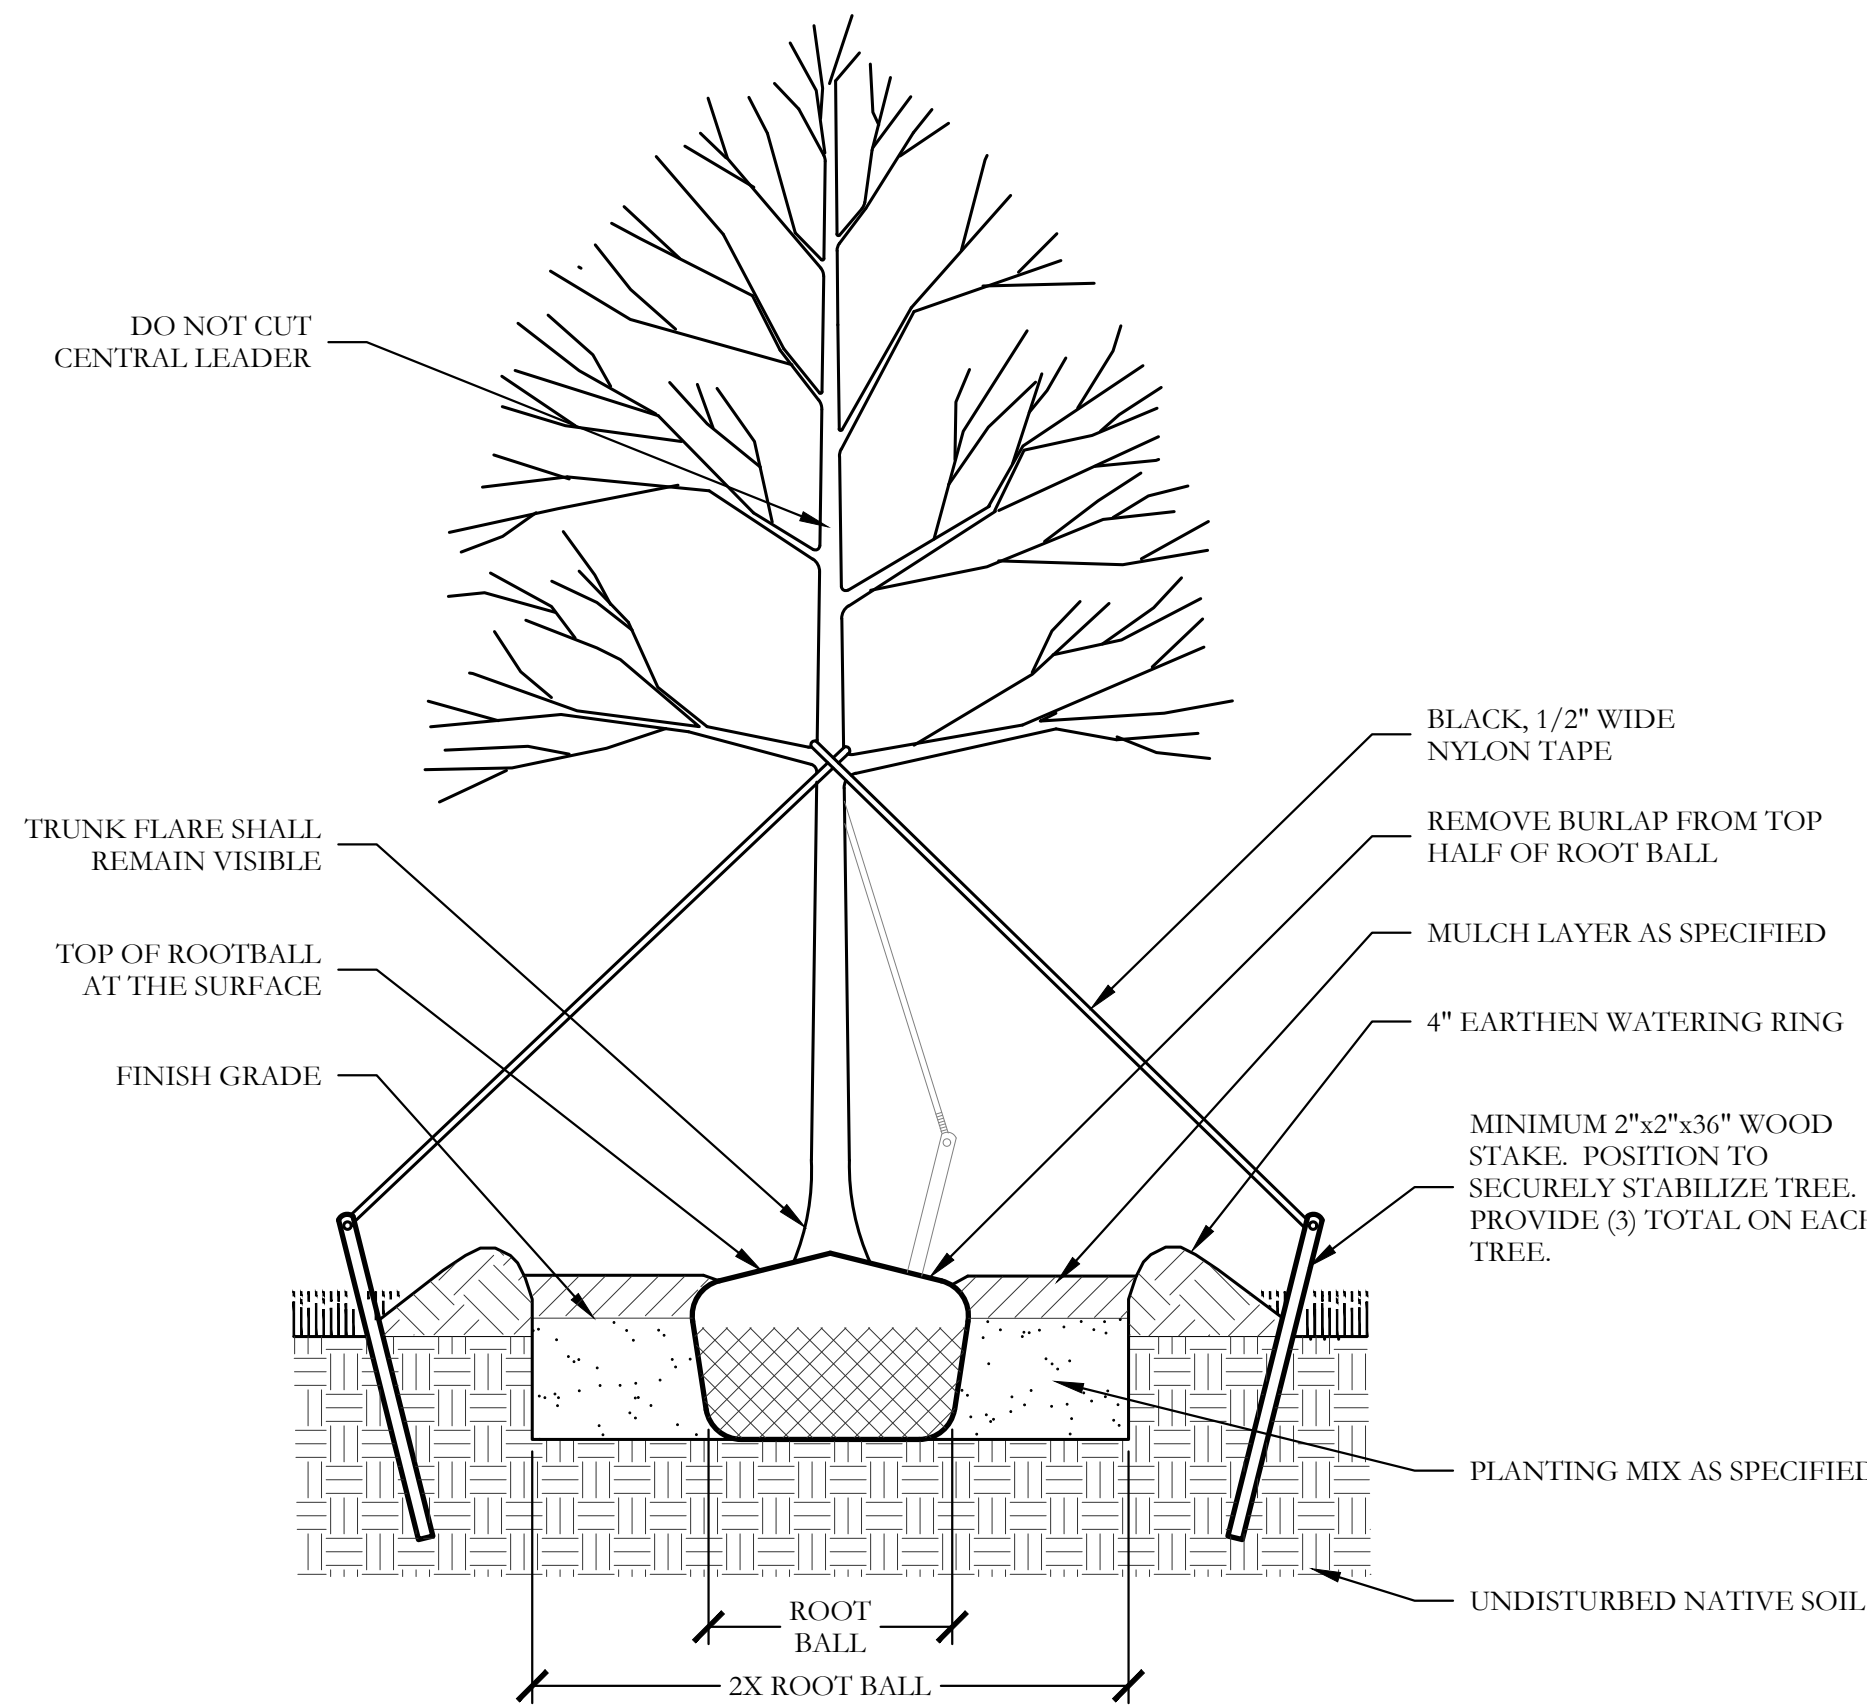 DO NOT CUT
CENTRAL LEADER
TRUNK FLARE SHALL
REMAIN VISIBLE
TOP OF ROOTBALL
AT THE SURFACE
FINISH GRADE
BLACK, 1/2" WIDE
NYLON TAPE
REMOVE BURLAP FROM TOP
HALF OF ROOT BALL
MULCH LAYER AS SPECIFIED
4" EARTHEN WATERING RING
MINIMUM 2"x2"x36" WOOD
STAKE. POSITION TO
SECURELY STABILIZE TREE.
PROVIDE (3) TOTAL ON EACH
TREE.
PLANTING MIX AS SPECIFIED
UNDISTURBED NATIVE SOIL
ROOT
BALL
2X ROOT BALL